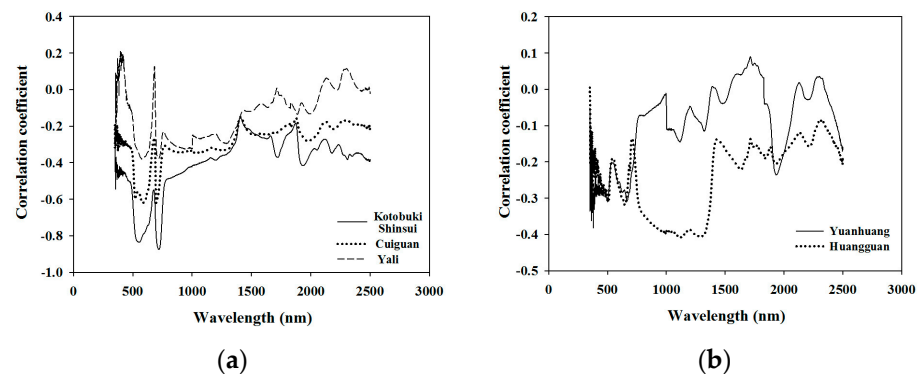 0.4
0.2
0.0
-0.2
-0.4
-0.6
-0.8
-1.0
Correlation coefficient
0
500
1000
1500
2000
2500
3000
Wavelength (nm)
Kotobuki
Shinsui
Cuiguan
Yali
(a)
0.2
0.1
0.0
-0.1
-0.2
-0.3
-0.4
-0.5
Correlation coefficient
0
500
1000
1500
2000
2500
3000
Wavelength (nm)
Yuanhuang
Huangguan
(b)